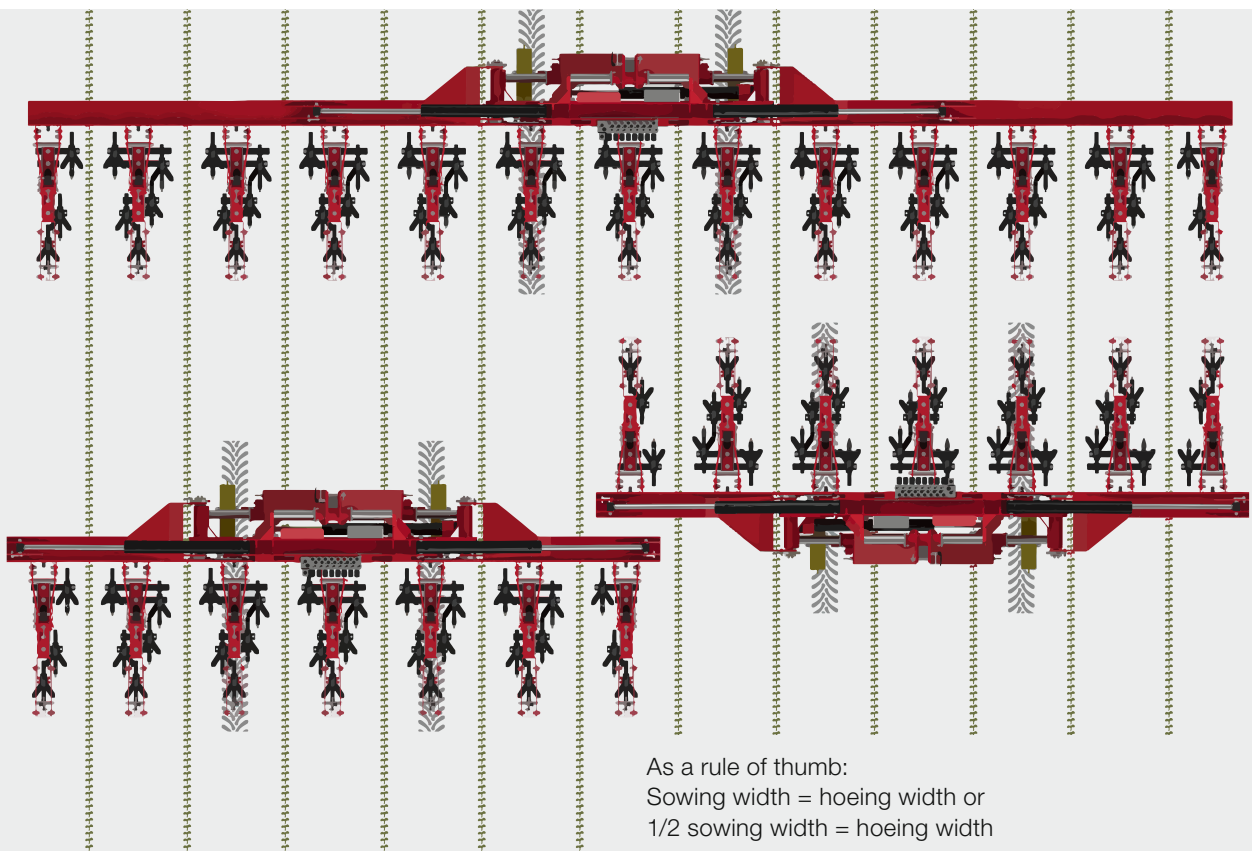 As a rule of thumb:
Sowing width = hoeing width or
1/2 sowing width = hoeing width